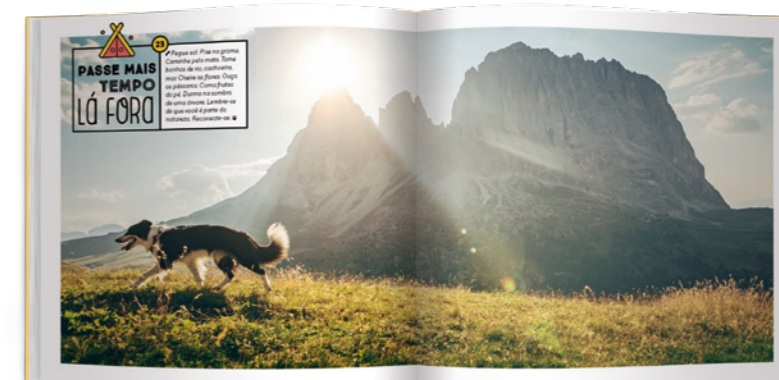 23
PASSE MAIS
TEMPO
LÁ FORA
Pegue sol. Pise na grama.
Caminhe pelo mato. Tome
banhos de rio, cachoeira,
mar. Cheire as flores. Ouça
os pássaros. Coma frutas
do pé. Durma na sombra
de uma árvore. Lembre-se
de que você é parte da
natureza. Reconecte-se.